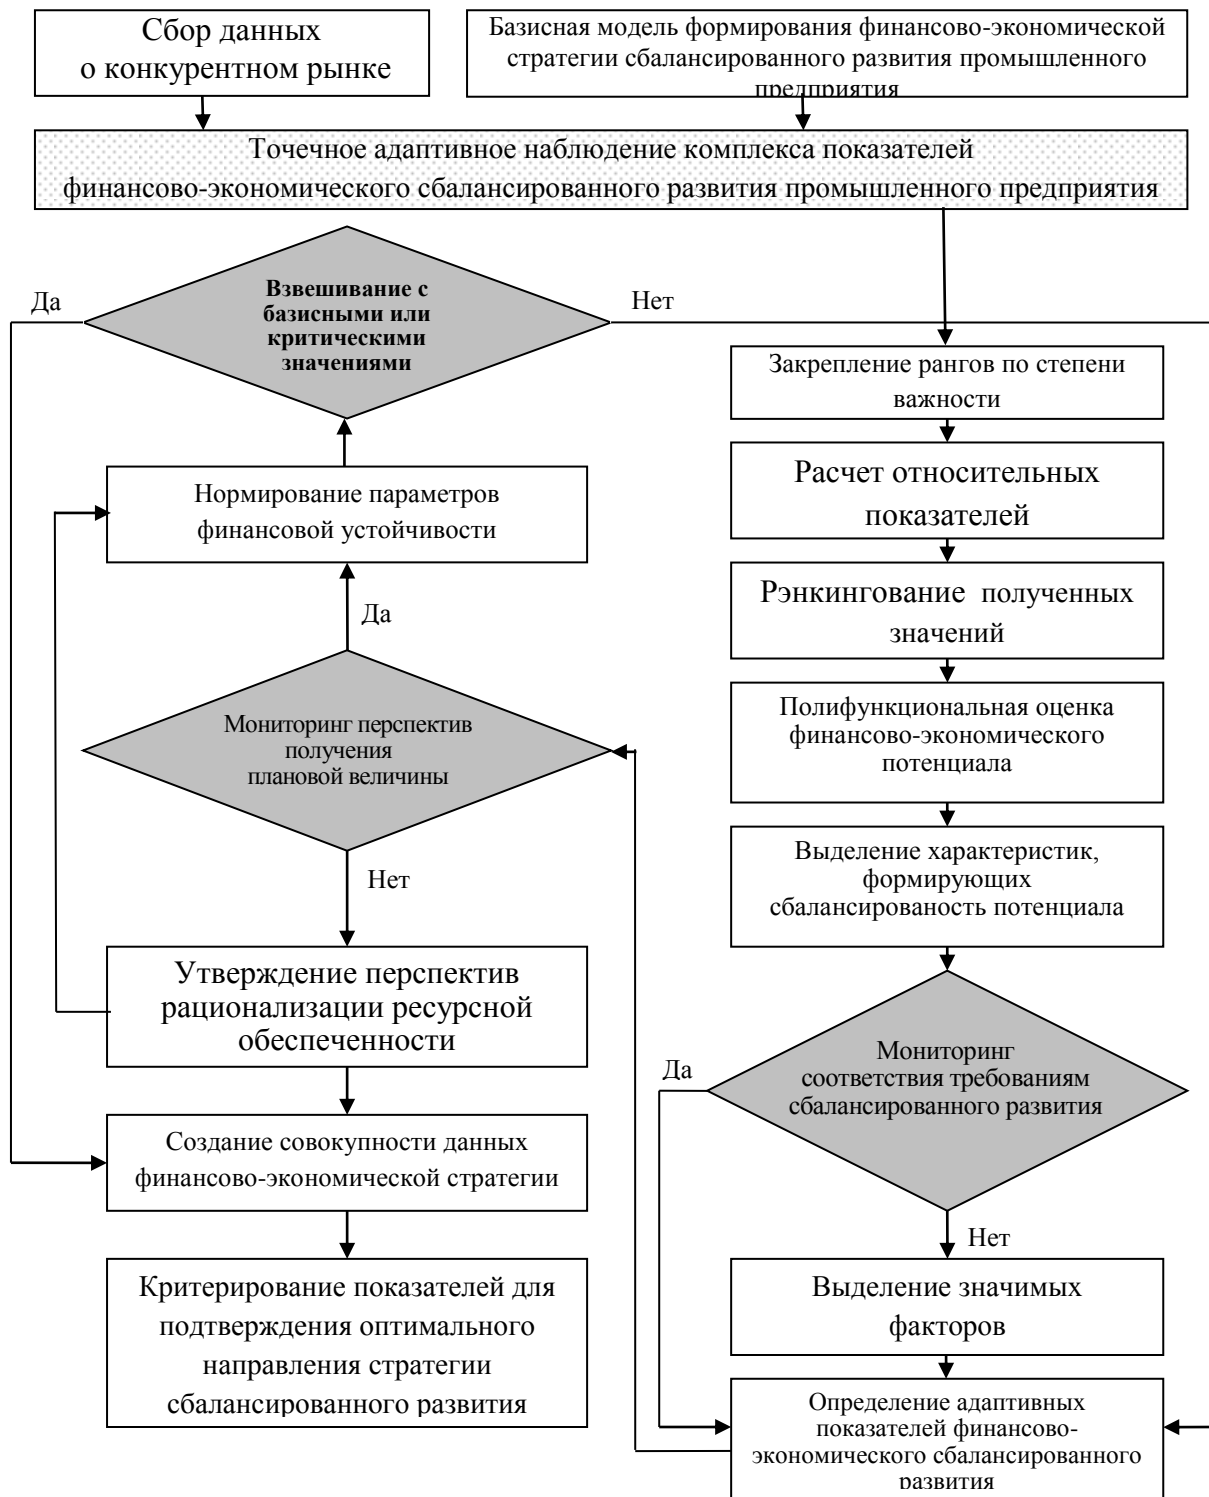 Сбор данных
о конкурентном рынке
Базисная модель формирования финансово-экономической
стратегии сбалансированного развития промышленного
предприятия
Точечное адаптивное наблюдение комплекса показателей
финансово-экономического сбалансированного развития промышленного предприятия
Да
Взвешивание с
базисными или
критическими
значениями
Нет
Нормирование параметров
финансовой устойчивости
Да
Мониторинг перспектив
получения
плановой величины
Нет
Утверждение перспектив
рационализации ресурсной
обеспеченности
Создание совокупности данных
финансово-экономической стратегии
Критерирование показателей для
подтверждения оптимального
направления стратегии
сбалансированного развития
Закрепление рангов по степени
важности
Расчет относительных
показателей
Рэнкингование полученных
значений
Полифункциональная оценка
финансово-экономического
потенциала
Выделение характеристик,
формирующих
сбалансированость потенциала
Да
Мониторинг
соответствия требованиям
сбалансированного развития
Нет
Выделение значимых
факторов
Определение адаптивных
показателей финансово-
экономического сбалансированного
развития